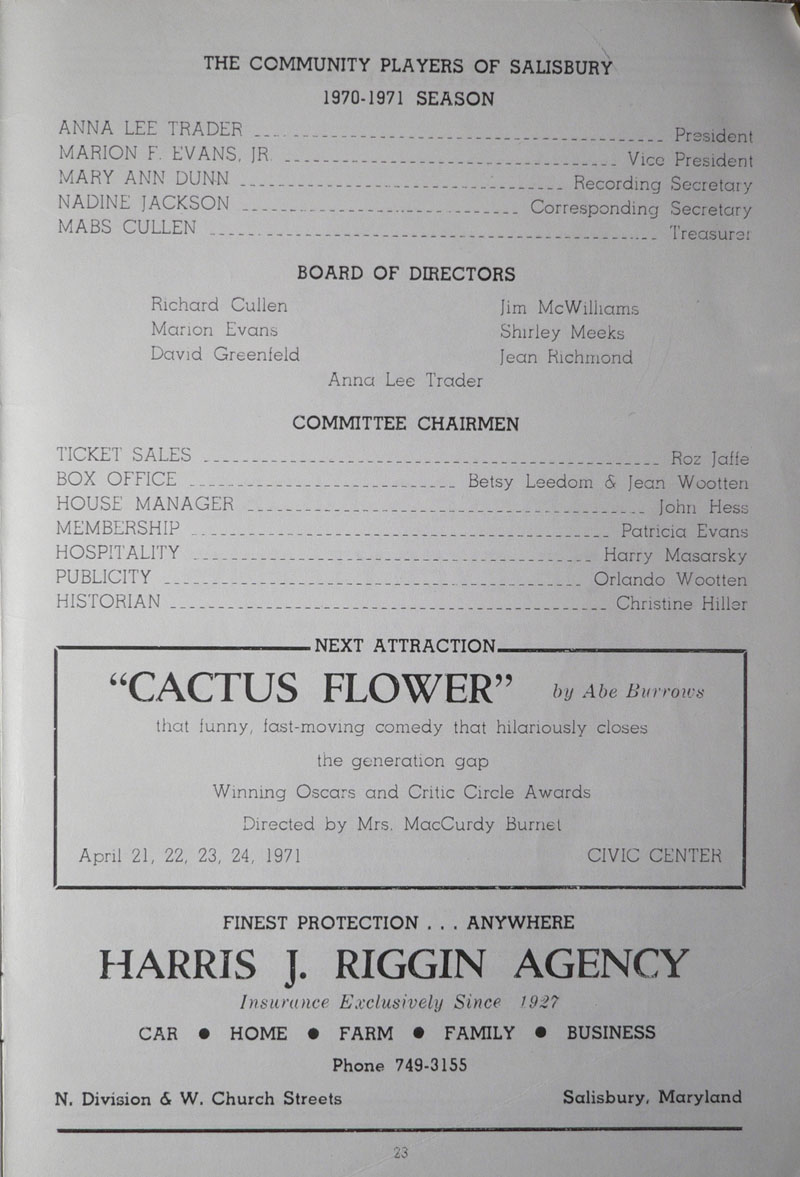 THE COMMUNITY PLAYERS OF SALISBURY
1970-1971 SEASON
ANNA LEE TRADER President
MARION F. EVANS, JR. Vice President
MARY ANN DUNN Recording Secretary
NADINE JACKSON Corresponding Secretary
MABS CULLEN Treasurer
BOARD OF DIRECTORS
Richard Cullen Jim McWilliams
Marion Evans Shirley Meeks
David Greenfeld Jean Richmond
Anna Lee Trader
COMMITTEE CHAIRMEN
TICKET SALES Roz Jaffe
BOX OFFICE Betsy Leedom & Jean Wootten
HOUSE MANAGER John Hess
MEMBERSHIP Patricia Evans
HOSPITALITY Harry Masarsky
PUBLICITY Orlando Wootten
HISTORIAN Christine Hiller
NEXT ATTRACTION
“CACTUS FLOWER” by Abe Burrows
that funny, fast-moving comedy that hilariously closes
the generation gap
Winning Oscars and Critic Circle Awards
Directed by Mrs. MacCurdy Burnet
April 21, 22, 23, 24, 1971 CIVIC CENTER
FINEST PROTECTION . . . ANYWHERE
HARRIS J. RIGGIN AGENCY
Insurance Exclusively Since 1927
CAR ● HOME ● FARM ● FAMILY ● BUSINESS
Phone 749-3155
N. Division & W. Church Streets Salisbury, Maryland
23